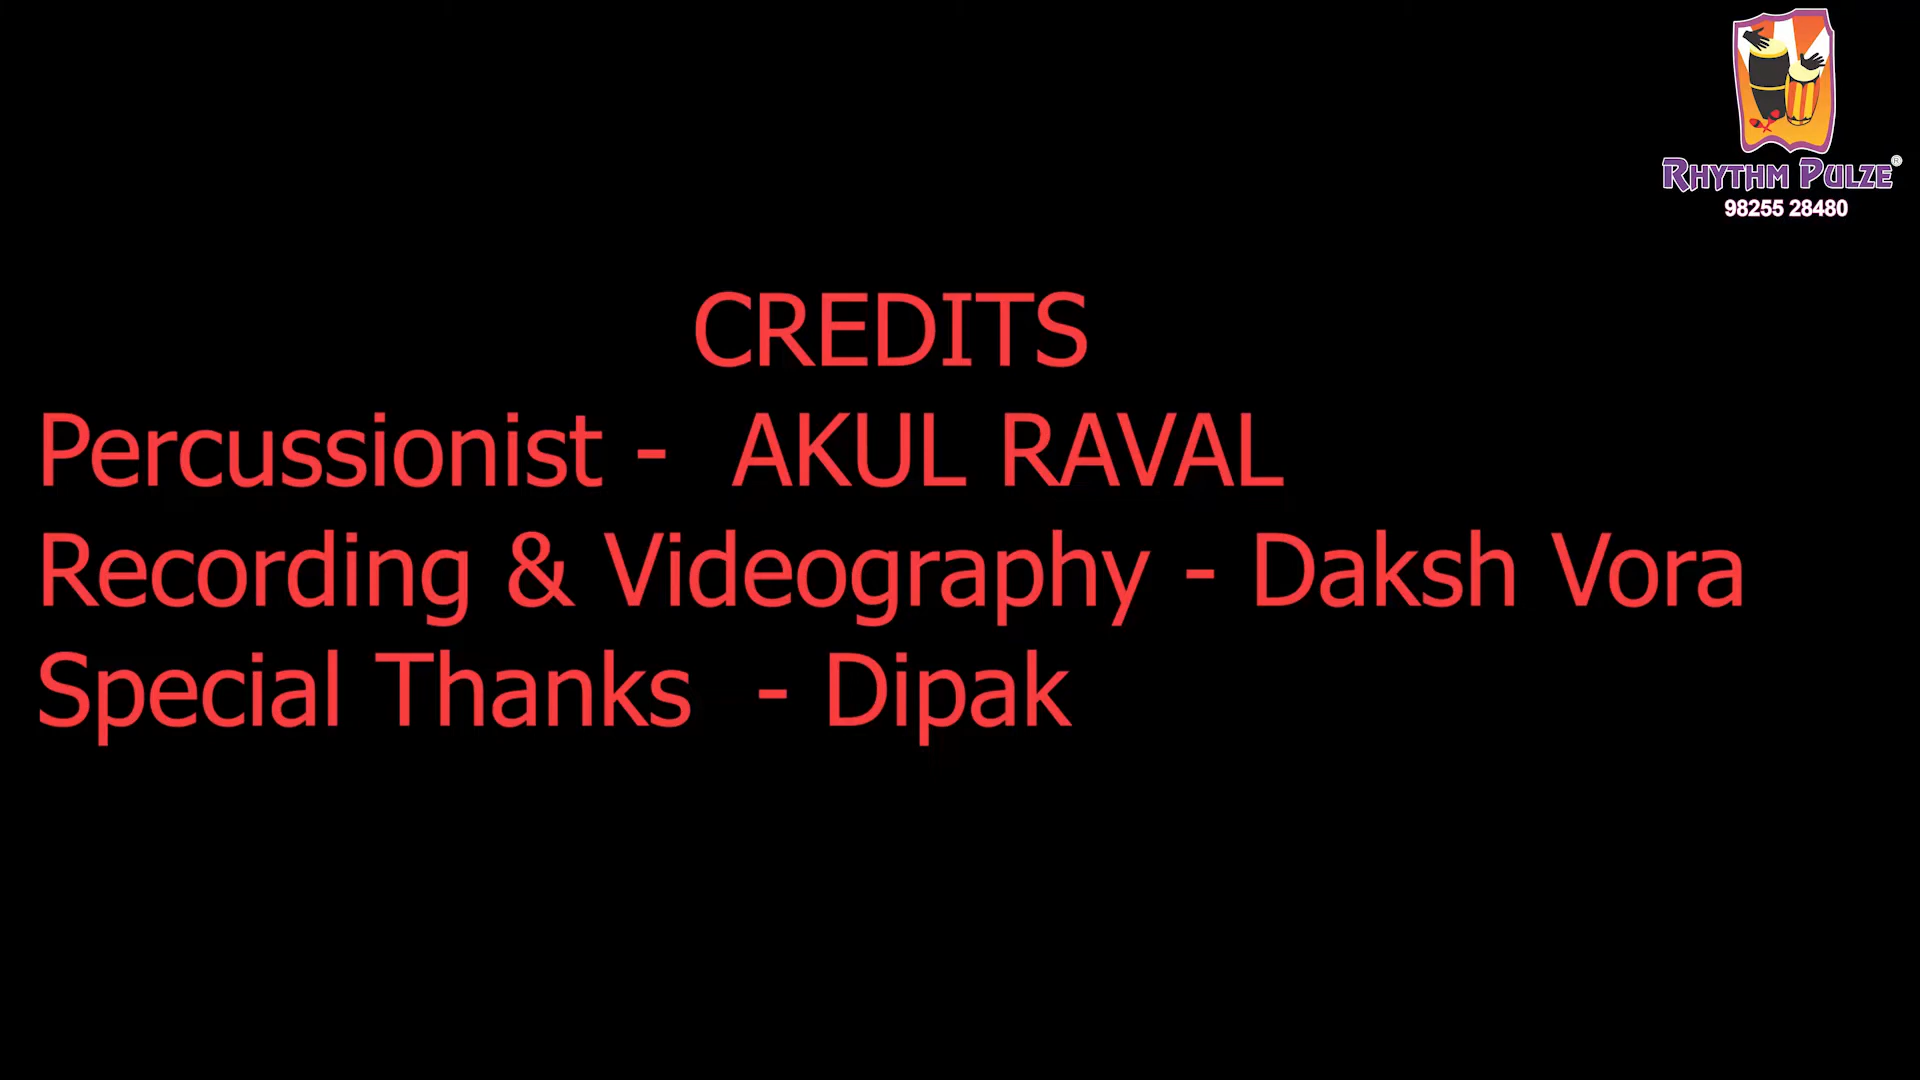 RHYTHM PULZE®
98255 28480
CREDITS
Percussionist - AKUL RAVAL
Recording & Videography - Daksh Vora
Special Thanks - Dipak